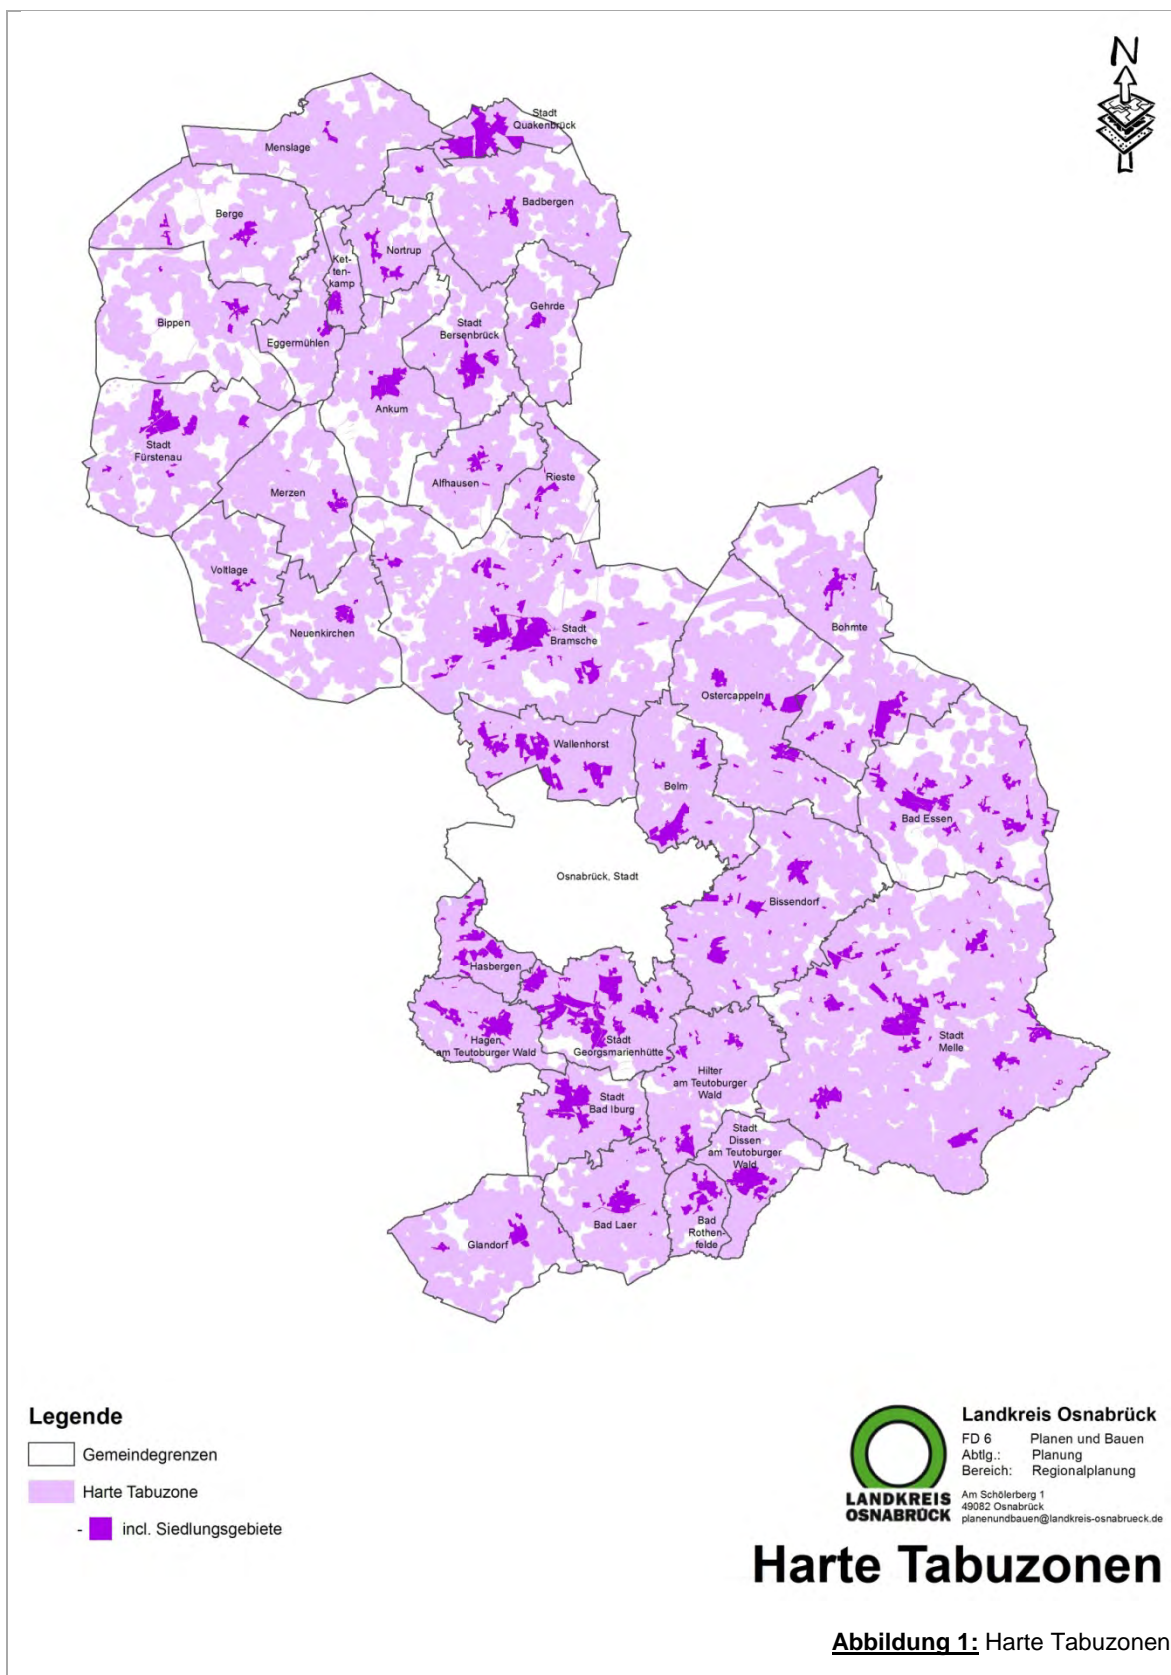 N
Stadt
Quakenbrück
Menslage
Badbergen
Berge
Nortrup
Ket-
ten-
kamp
Gehrde
Bippen
Stadt
Bersenbrück
Eggermühlen
Ankum
Stadt
Fürstenau
Alfhausen
Rieste
Merzen
Voltlage
Neuenkirchen
Stadt
Bramsche
Bohmte
Ostercappeln
Wallenhorst
Belm
Bad Essen
Osnabrück, Stadt
Bissendorf
Hasbergen
Hagen
am Teutoburger Wald
Stadt
Georgsmarienhütte
Stadt
Melle
Hilter
am Teutoburger
Wald
Stadt
Bad Iburg
Stadt
Dissen
am Teutoburger
Wald
Bad Laer
Bad
Rothen-
felde
Glandorf
Legende
Gemeindegrenzen
Harte Tabuzone
- incl. Siedlungsgebiete
LANDKREIS
OSNABRÜCK
Landkreis Osnabrück
FD 6 Planen und Bauen
Abtlg.: Planung
Bereich: Regionalplanung
Am Schölerberg 1
49082 Osnabrück
planenundbauen@landkreis-osnabrueck.de
Harte Tabuzonen
Abbildung 1: Harte Tabuzonen